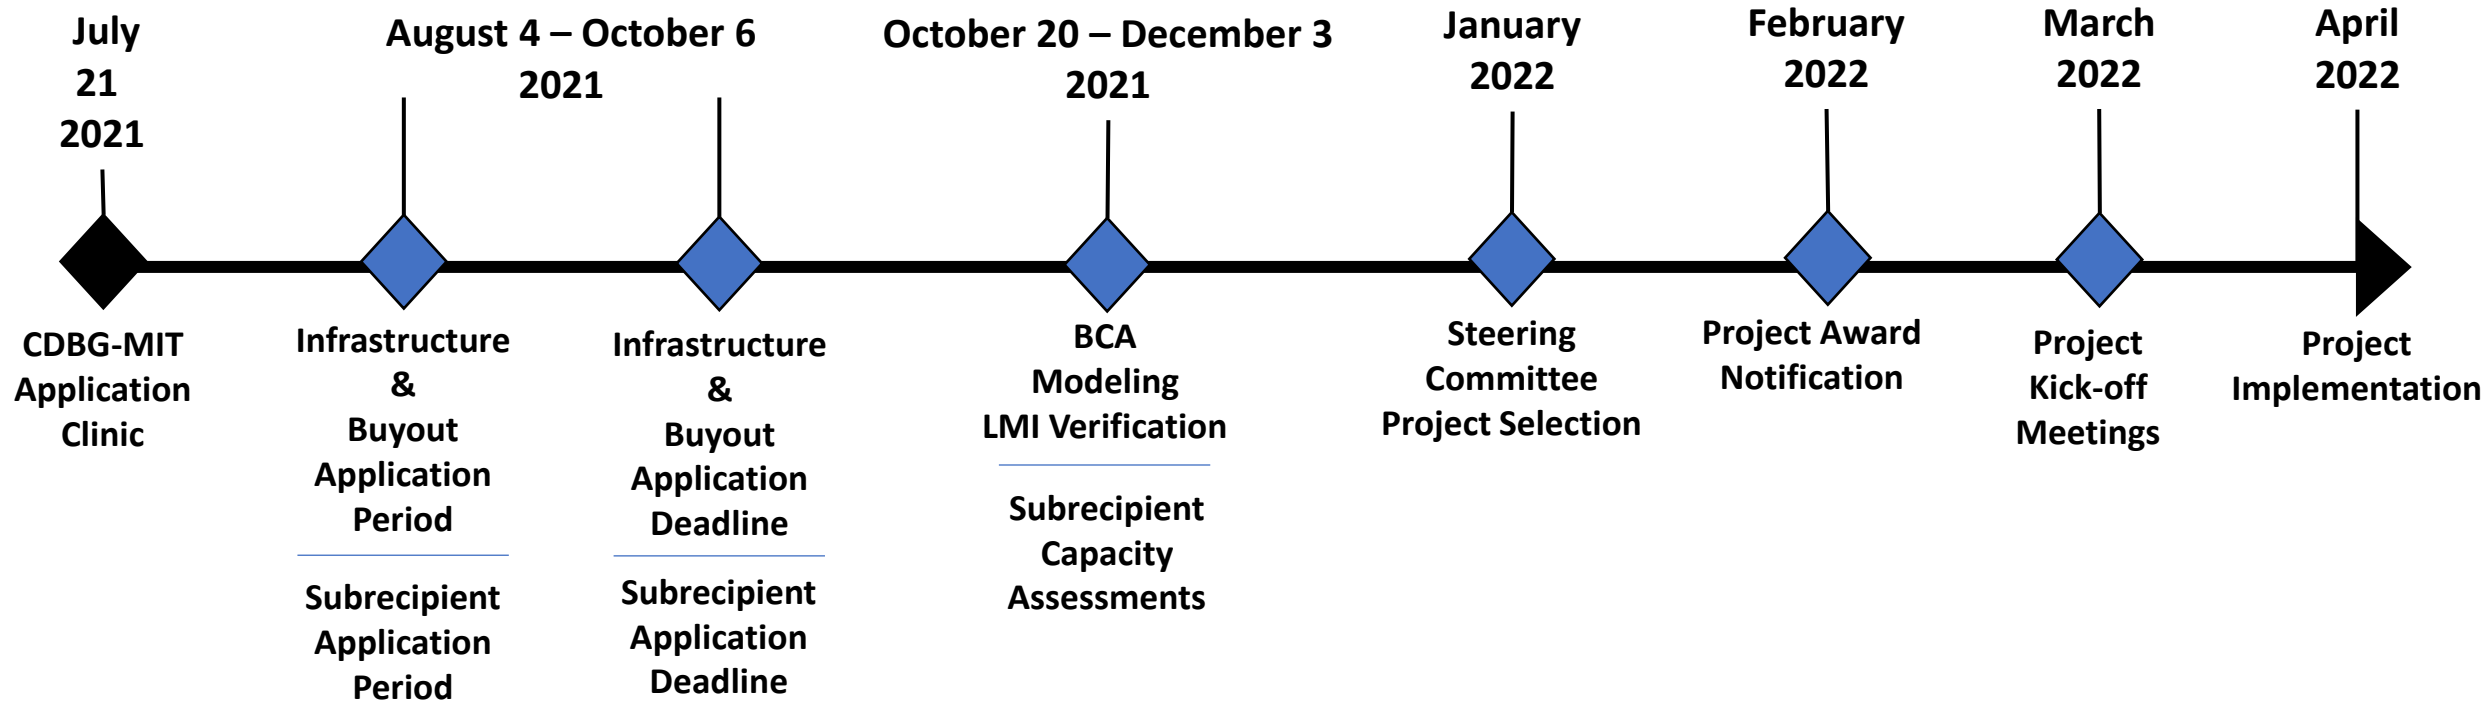 July
21
2021
August 4 – October 6
2021
October 20 – December 3
2021
January
2022
February
2022
March
2022
April
2022
CDBG-MIT
Application
Clinic
Infrastructure
&
Buyout
Application
Period
Subrecipient
Application
Period
Infrastructure
&
Buyout
Application
Deadline
Subrecipient
Application
Deadline
BCA
Modeling
LMI Verification
Subrecipient
Capacity
Assessments
Steering
Committee
Project Selection
Project Award
Notification
Project
Kick-off
Meetings
Project
Implementation